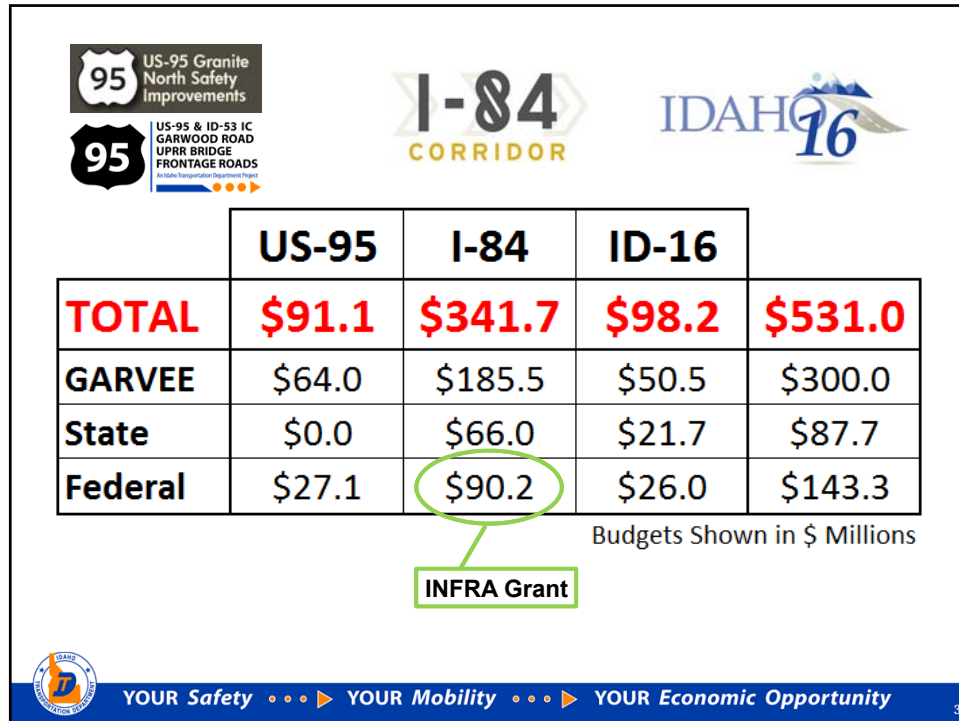 95
US-95 Granite
North Safety
Improvements
95
US-95 & ID-53 IC
GARWOOD ROAD
UPRR BRIDGE
FRONTAGE ROADS
An Idaho Transportation Department Project
I-84
CORRIDOR
IDAHO 16
US-95 I-84 ID-16
TOTAL $91.1 $341.7 $98.2 $531.0
GARVEE $64.0 $185.5 $50.5 $300.0
State $0.0 $66.0 $21.7 $87.7
Federal $27.1 $90.2 $26.0 $143.3
Budgets Shown in $ Millions
INFRA Grant
IDAHO
TRANSPORTATION DEPARTMENT
YOUR Safety YOUR Mobility YOUR Economic Opportunity
3